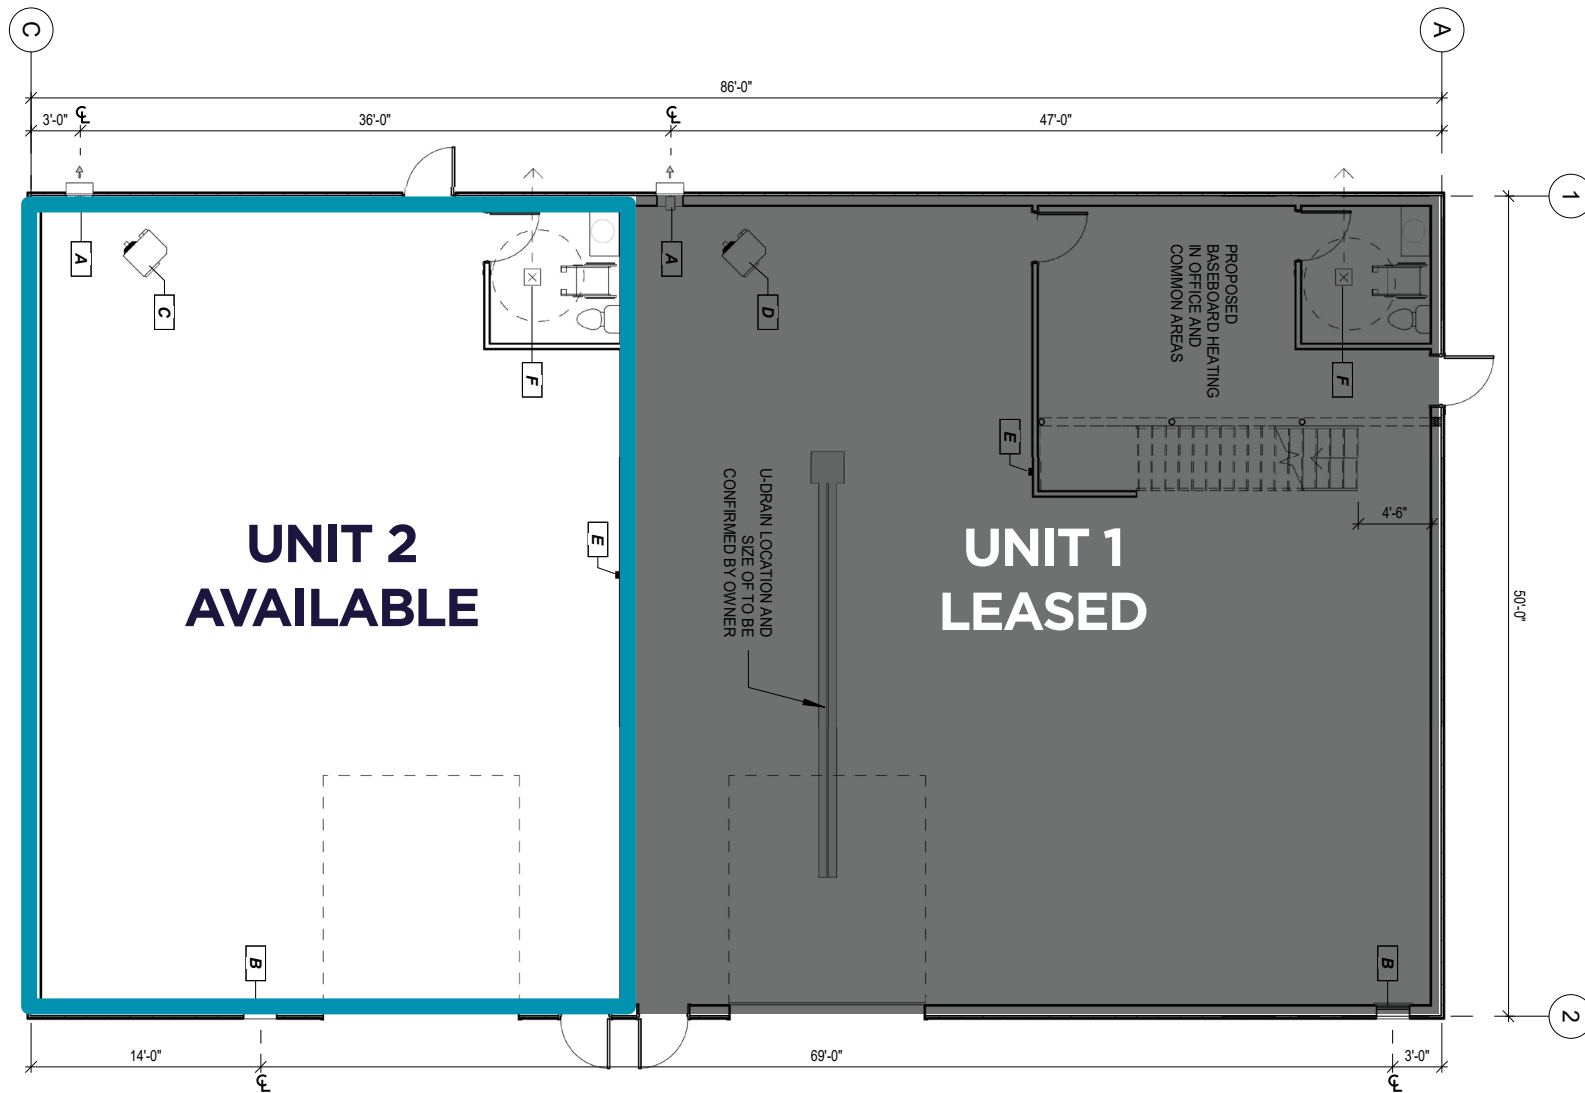 C
A
86'-0"
3'-0"
36'-0"
47'-0"
1
A
C
F
A
D
PROPOSED
BASEBOARD HEATING
IN OFFICE AND
COMMON AREAS
F
E
4'-6"
U-DRAIN LOCATION AND
SIZE OF TO BE
CONFIRMED BY OWNER
UNIT 2
AVAILABLE
E
UNIT 1
LEASED
50'-0"
B
B
2
14'-0"
69'-0"
3'-0"